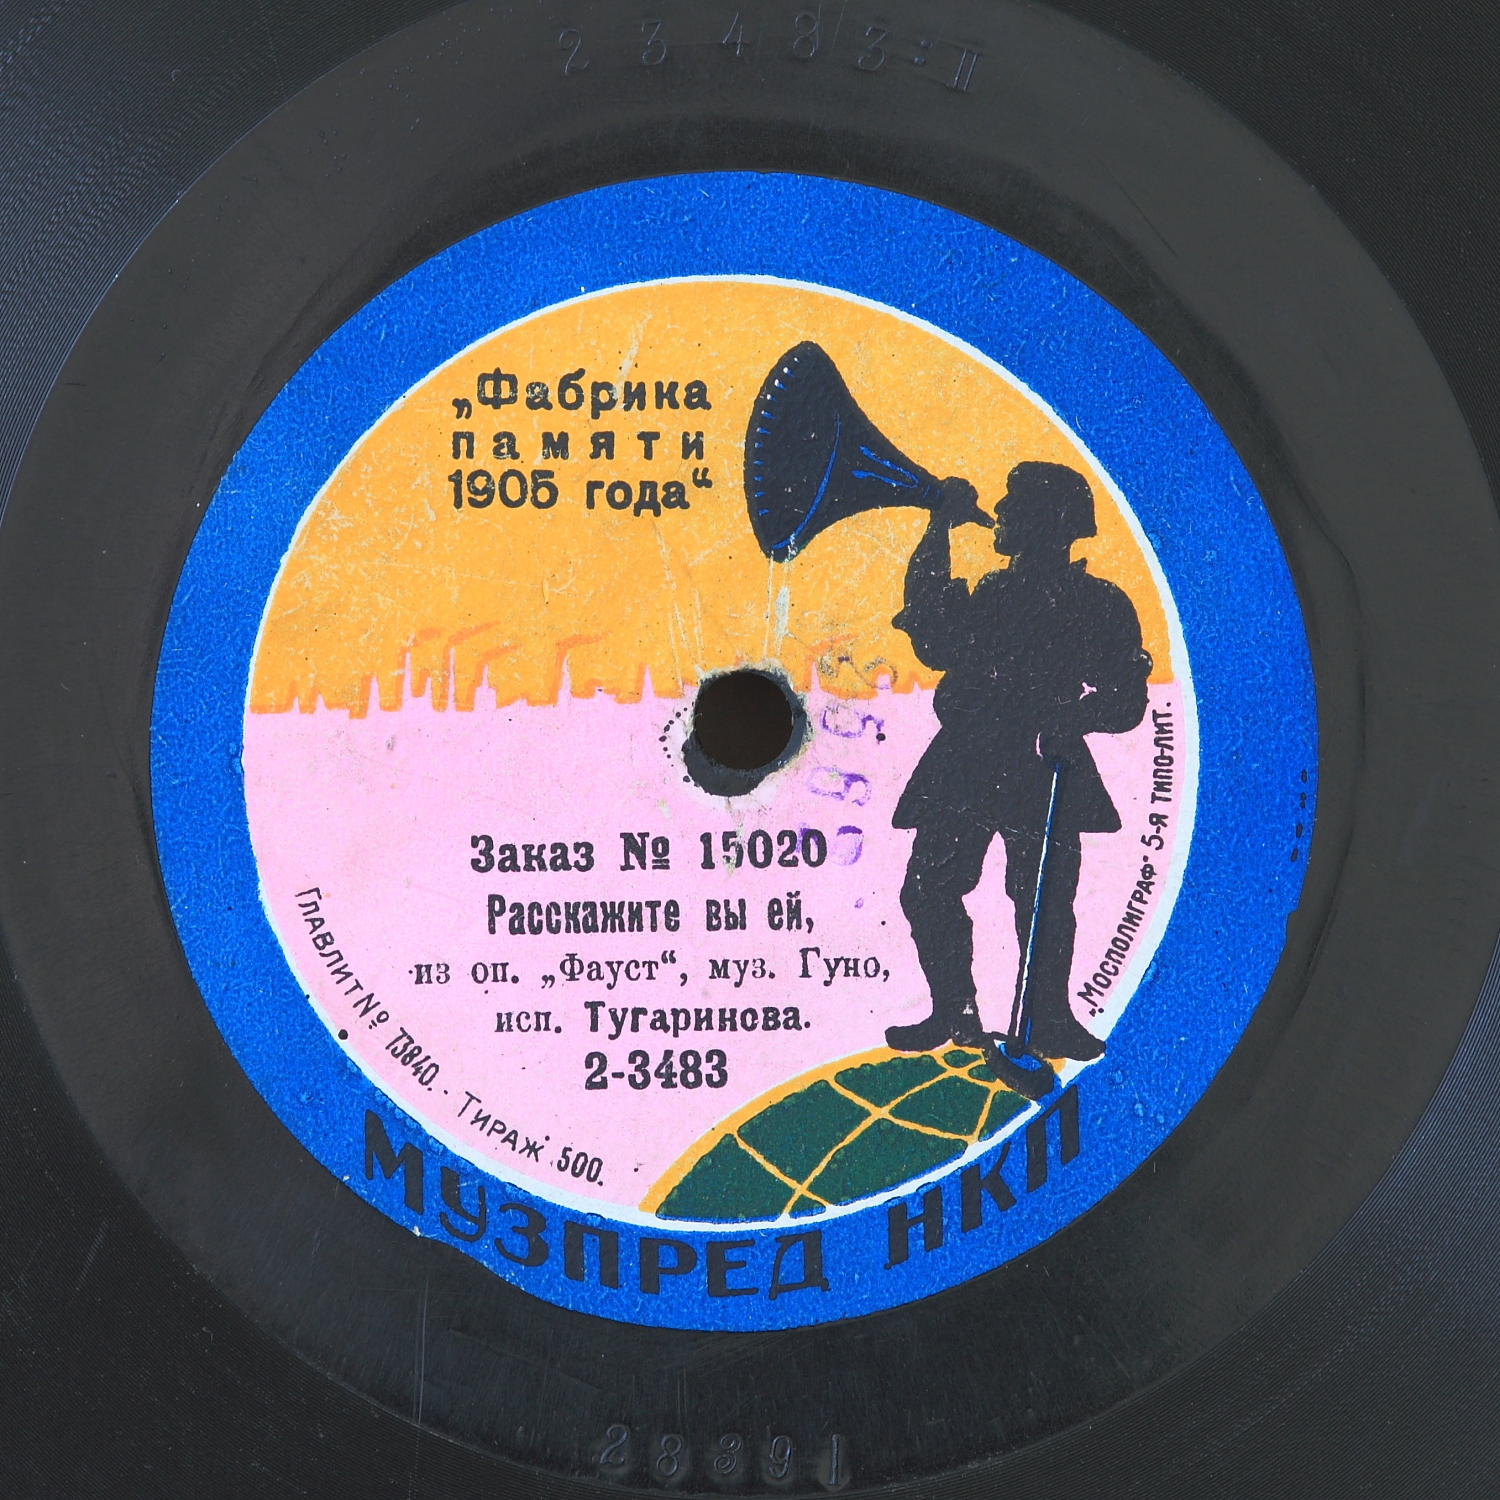 2 3 4 8 3 : II
„Фабрика
памяти
1905 года“
Заказ № 15020
Расскажите вы ей,
из оп. „Фауст“, муз. Гуно,
исп. Тугаринова.
2-3483
Главлит № 73840. - Тираж 500.
„Мосполиграф“ 5-я типо-лит.
МУЗПРЕД НКП
28391